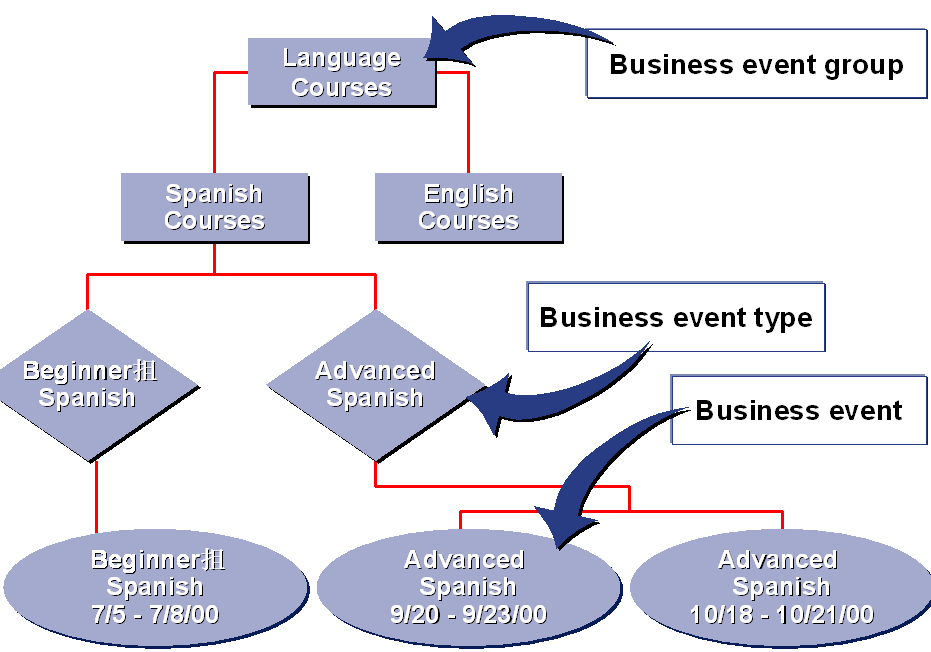 Language
Courses
Business event group
Spanish
Courses
English
Courses
Business event type
Beginner担
Spanish
Advanced
Spanish
Business event
Beginner担
Spanish
7/5 - 7/8/00
Advanced
Spanish
9/20 - 9/23/00
Advanced
Spanish
10/18 - 10/21/00